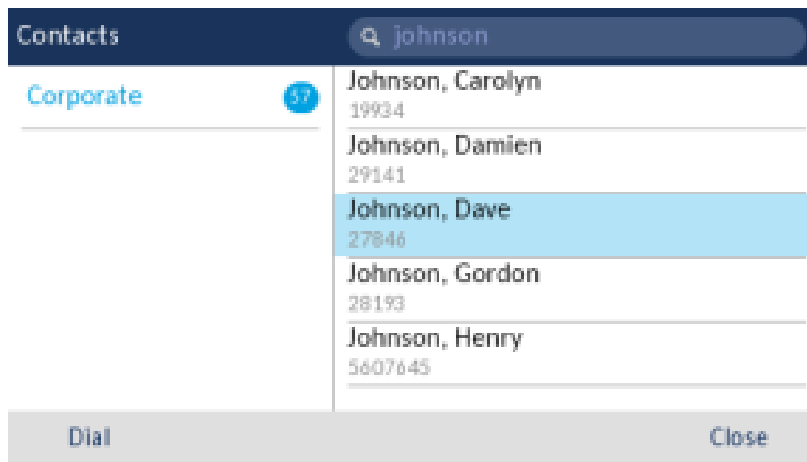 Contacts
johnson
Corporate
57
Johnson, Carolyn
19934
Johnson, Damien
29141
Johnson, Dave
27846
Johnson, Gordon
28193
Johnson, Henry
5607645
Dial
Close